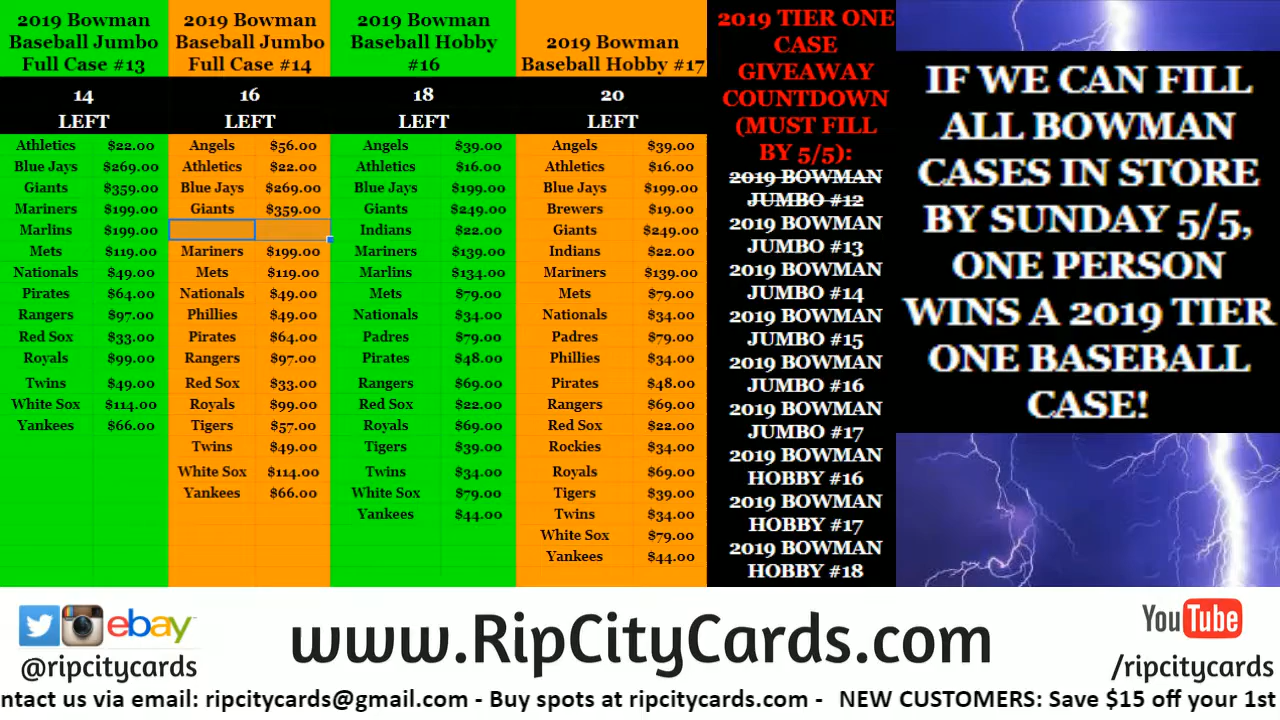 2019 Bowman
Baseball Jumbo
Full Case #13
14
LEFT
Athletics $22.00
Blue Jays $269.00
Giants $359.00
Mariners $199.00
Marlins $199.00
Mets $119.00
Nationals $49.00
Pirates $64.00
Rangers $97.00
Red Sox $33.00
Royals $99.00
Twins $49.00
White Sox $114.00
Yankees $66.00
2019 Bowman
Baseball Jumbo
Full Case #14
16
LEFT
Angels $56.00
Athletics $22.00
Blue Jays $269.00
Giants $359.00
Mariners $199.00
Mets $119.00
Nationals $49.00
Phillies $49.00
Pirates $64.00
Rangers $97.00
Red Sox $33.00
Royals $99.00
Tigers $57.00
Twins $49.00
White Sox $114.00
Yankees $66.00
2019 Bowman
Baseball Hobby
#16
18
LEFT
Angels $39.00
Athletics $16.00
Blue Jays $199.00
Giants $249.00
Indians $22.00
Mariners $139.00
Marlins $134.00
Mets $79.00
Nationals $34.00
Padres $79.00
Pirates $48.00
Rangers $69.00
Red Sox $22.00
Royals $69.00
Tigers $39.00
Twins $34.00
White Sox $79.00
Yankees $44.00
2019 Bowman
Baseball Hobby #17
20
LEFT
Angels $39.00
Athletics $16.00
Blue Jays $199.00
Brewers $19.00
Giants $249.00
Indians $22.00
Mariners $139.00
Mets $79.00
Nationals $34.00
Padres $79.00
Phillies $34.00
Pirates $48.00
Rangers $69.00
Red Sox $22.00
Rockies $34.00
Royals $69.00
Tigers $39.00
Twins $34.00
White Sox $79.00
Yankees $44.00
2019 TIER ONE
CASE
GIVEAWAY
COUNTDOWN
(MUST FILL
BY 5/5):
2019 BOWMAN
JUMBO #12
2019 BOWMAN
JUMBO #13
2019 BOWMAN
JUMBO #14
2019 BOWMAN
JUMBO #15
2019 BOWMAN
JUMBO #16
2019 BOWMAN
JUMBO #17
2019 BOWMAN
HOBBY #16
2019 BOWMAN
HOBBY #17
2019 BOWMAN
HOBBY #18
IF WE CAN FILL
ALL BOWMAN
CASES IN STORE
BY SUNDAY 5/5,
ONE PERSON
WINS A 2019 TIER
ONE BASEBALL
CASE!
ebay
@ripcitycards
www.RipCityCards.com
YouTube
/ripcitycards
ntact us via email: ripcitycards@gmail.com - Buy spots at ripcitycards.com - NEW CUSTOMERS: Save $15 off your 1st